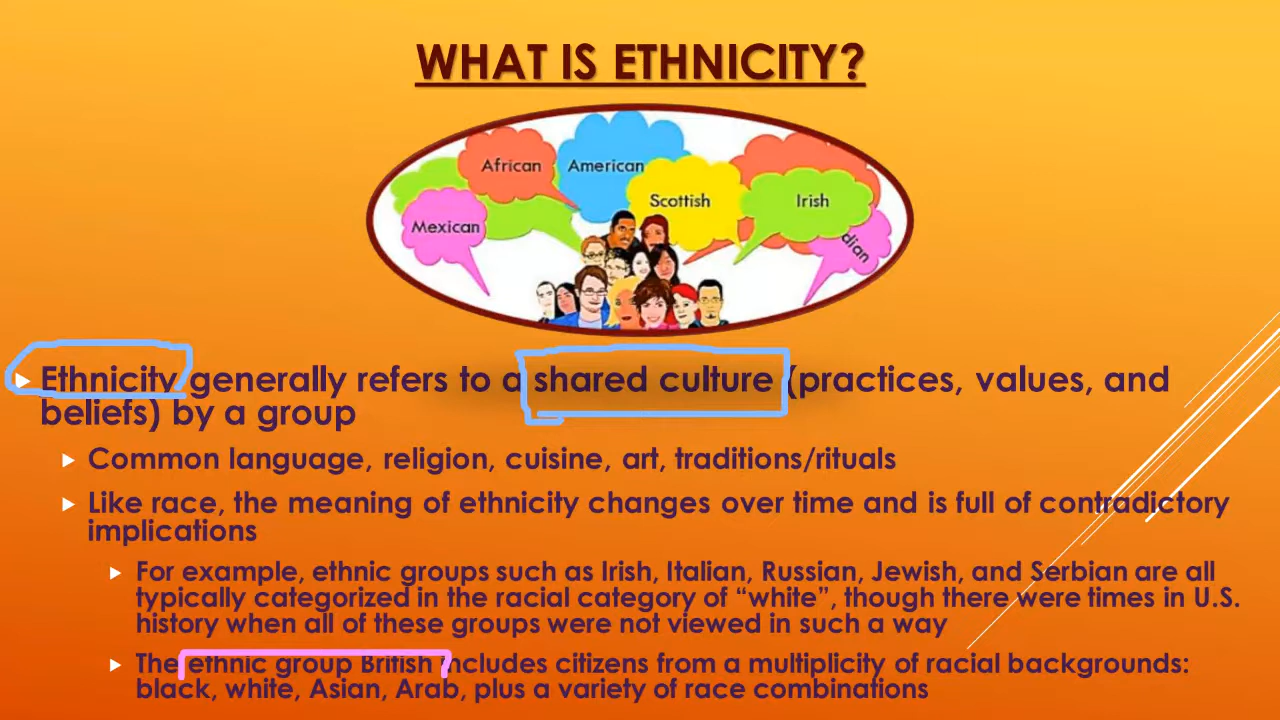 WHAT IS ETHNICITY?
African
American
Scottish
Irish
Mexican
dian
Ethnicity generally refers to a shared culture (practices, values, and
beliefs) by a group
Common language, religion, cuisine, art, traditions/rituals
Like race, the meaning of ethnicity changes over time and is full of contradictory
implications
For example, ethnic groups such as Irish, Italian, Russian, Jewish, and Serbian are all
typically categorized in the racial category of “white”, though there were times in U.S.
history when all of these groups were not viewed in such a way
The ethnic group British includes citizens from a multiplicity of racial backgrounds:
black, white, Asian, Arab, plus a variety of race combinations